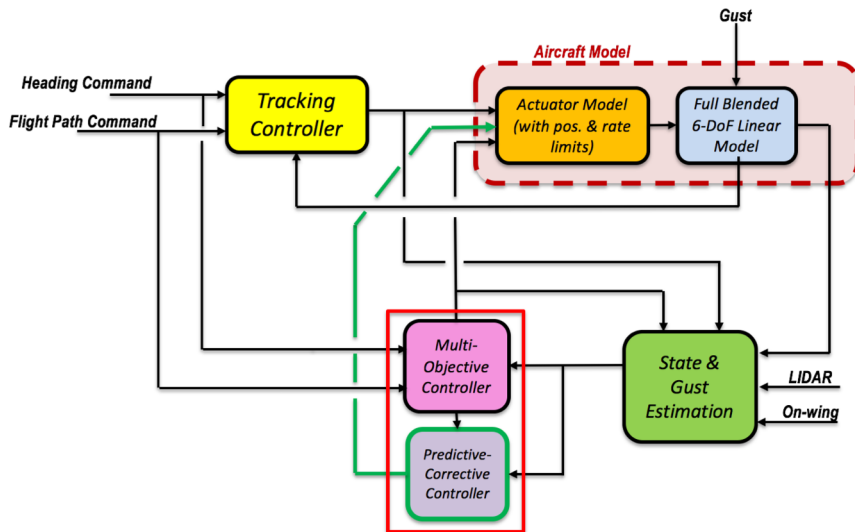 Gust
Aircraft Model
Heading Command
Flight Path Command
Tracking
Controller
Actuator Model
(with pos. & rate
limits)
Full Blended
6-DoF Linear
Model
Multi-
Objective
Controller
State &
Gust
Estimation
LIDAR
On-wing
Predictive-
Corrective
Controller